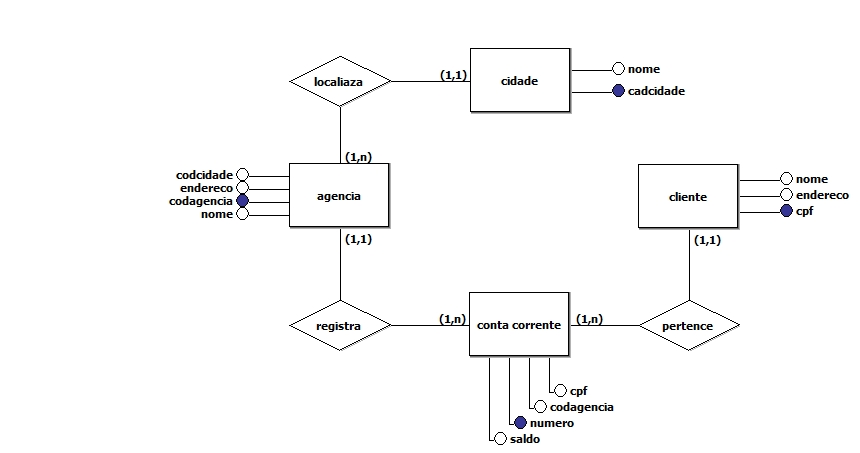 nome
(1,1)
cidade
localiaza
cadcidade
(1,n)
codcidade
endereco
codagencia
nome
agencia
(1,1)
nome
endereco
cpf
cliente
(1,1)
registra
(1,n)
conta corrente
(1,n)
pertence
cpf
codagencia
numero
saldo